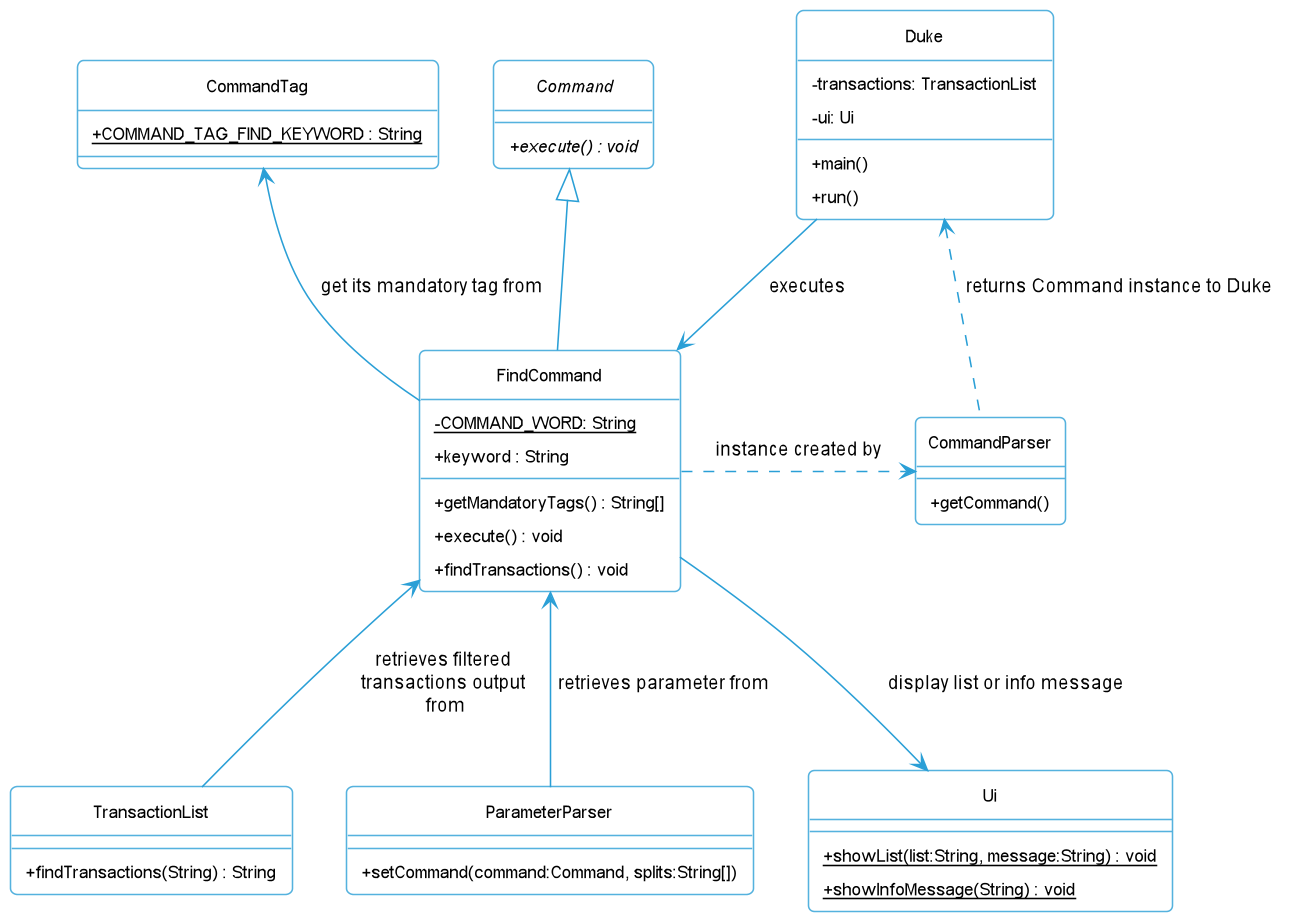 Duke
-transactions: TransactionList
-ui: Ui
+main()
+run()
CommandTag
+COMMAND_TAG_FIND_KEYWORD : String
Command
+execute() : void
get its mandatory tag from
executes
returns Command instance to Duke
FindCommand
-COMMAND_WORD: String
+keyword : String
+getMandatoryTags() : String[]
+execute() : void
+findTransactions() : void
instance created by
CommandParser
+getCommand()
retrieves filtered
transactions output
from
retrieves parameter from
display list or info message
TransactionList
+findTransactions(String) : String
ParameterParser
+setCommand(command:Command, splits:String[])
Ui
+showList(list:String, message:String) : void
+showInfoMessage(String) : void